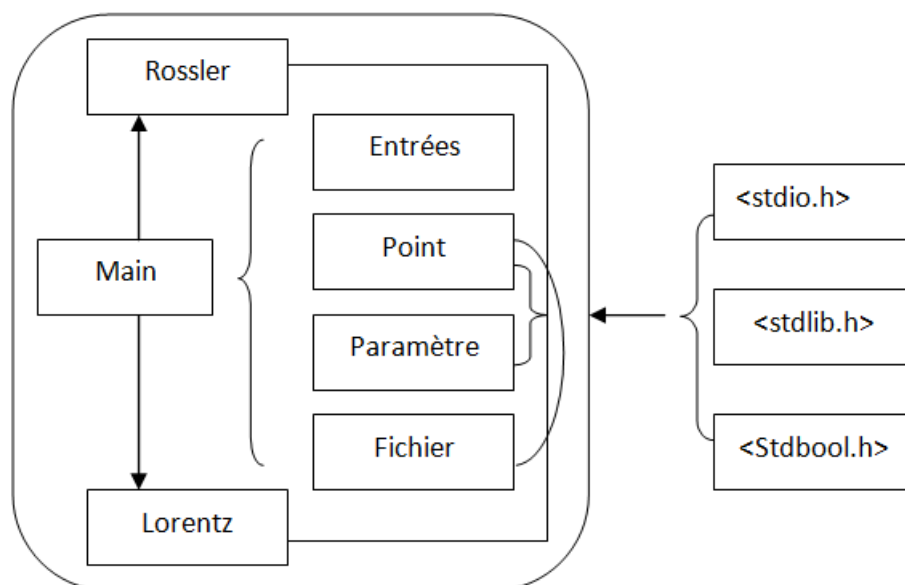 Rossler
Entrées
<stdio.h>
Point
Main
<stdlib.h>
Paramètre
Fichier
<Stdbool.h>
Lorentz